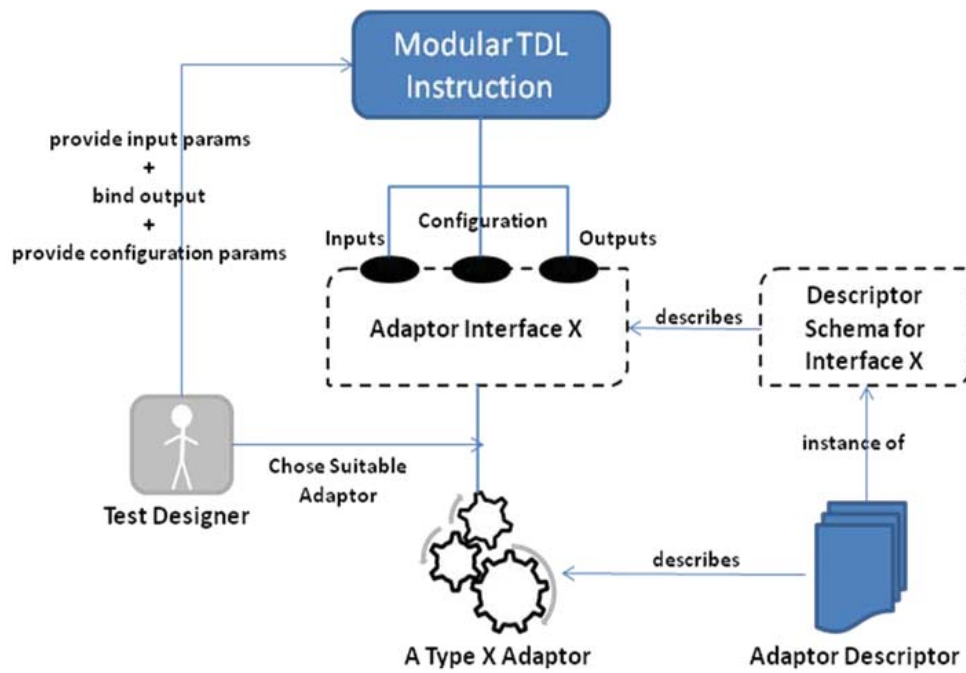 Modular TDL
Instruction
provide input params
+
bind output
+
provide configuration params
Configuration
Inputs
Outputs
Adaptor Interface X
describes
Descriptor
Schema for
Interface X
instance of
Chose Suitable
Adaptor
Test Designer
describes
A Type X Adaptor
Adaptor Descriptor